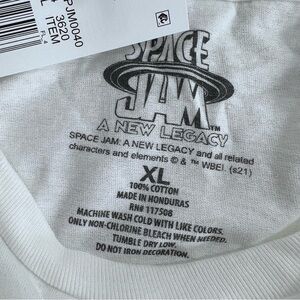 PJM0040
3620
ITEM
SPACE
JAM
A NEW LEGACY
SPACE JAM: A NEW LEGACY and all related
characters and elements © & ™ WBEI. (s21)
XL
100% COTTON
MADE IN HONDURAS
RN# 117508
MACHINE WASH COLD WITH LIKE COLORS.
ONLY NON-CHLORINE BLEACH WHEN NEEDED.
TUMBLE DRY LOW.
DO NOT IRON DECORATION.